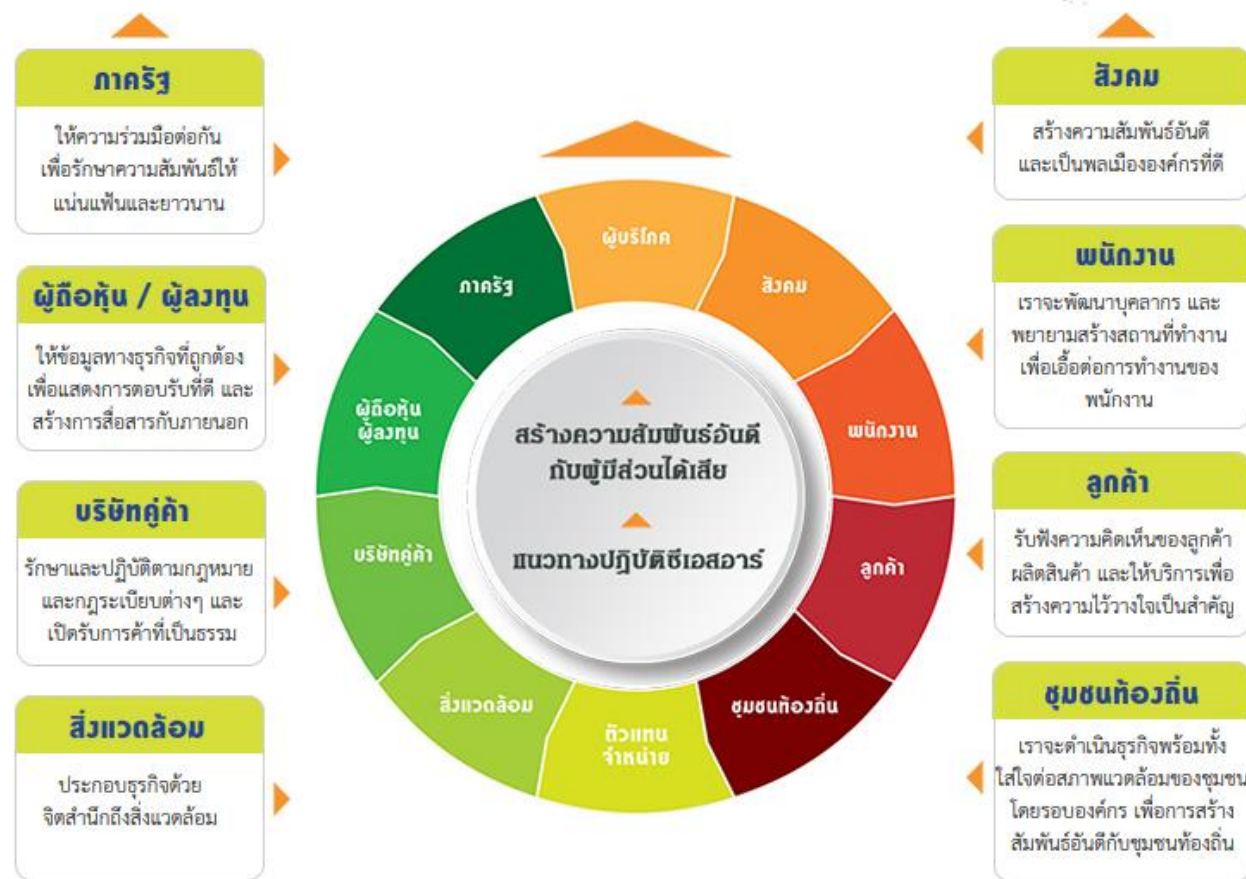 ภาครัฐ
ให้ความร่วมมือต่อกัน
เพื่อรักษาความสัมพันธ์ให้
แน่นแฟ้นและยาวนาน
ผู้ถือหุ้น / ผู้ลงทุน
ให้ข้อมูลทางธุรกิจที่ถูกต้อง
เพื่อแสดงการตอบรับที่ดี และ
สร้างการสื่อสารกับภายนอก
บริษัทคู่ค้า
รักษาและปฏิบัติตามกฎหมาย
และกฎระเบียบต่างๆ และ
เปิดรับการค้าที่เป็นธรรม
สิ่งแวดล้อม
ประกอบธุรกิจด้วย
จิตสำนึกถึงสิ่งแวดล้อม
ผู้บริโภค
สังคม
พนักงาน
ลูกค้า
ชุมชนท้องถิ่น
ตัวแทน
จำหน่าย
สิ่งแวดล้อม
บริษัทคู่ค้า
ผู้ถือหุ้น
ผู้ลงทุน
ภาครัฐ
สร้างความสัมพันธ์อันดี
กับผู้มีส่วนได้เสีย
แนวทางปฏิบัติซีเอสอาร์
สังคม
สร้างความสัมพันธ์อันดี
และเป็นพลเมืององค์กรที่ดี
พนักงาน
เราจะพัฒนาบุคลากร และ
พยายามสร้างสถานที่ทำงาน
เพื่อเอื้อต่อการทำงานของ
พนักงาน
ลูกค้า
รับฟังความคิดเห็นของลูกค้า
ผลิตสินค้า และให้บริการเพื่อ
สร้างความไว้วางใจเป็นสำคัญ
ชุมชนท้องถิ่น
เราจะดำเนินธุรกิจพร้อมทั้ง
ใส่ใจต่อสภาพแวดล้อมของชุมชน
โดยรอบองค์กร เพื่อการสร้าง
สัมพันธ์อันดีกับชุมชนท้องถิ่น